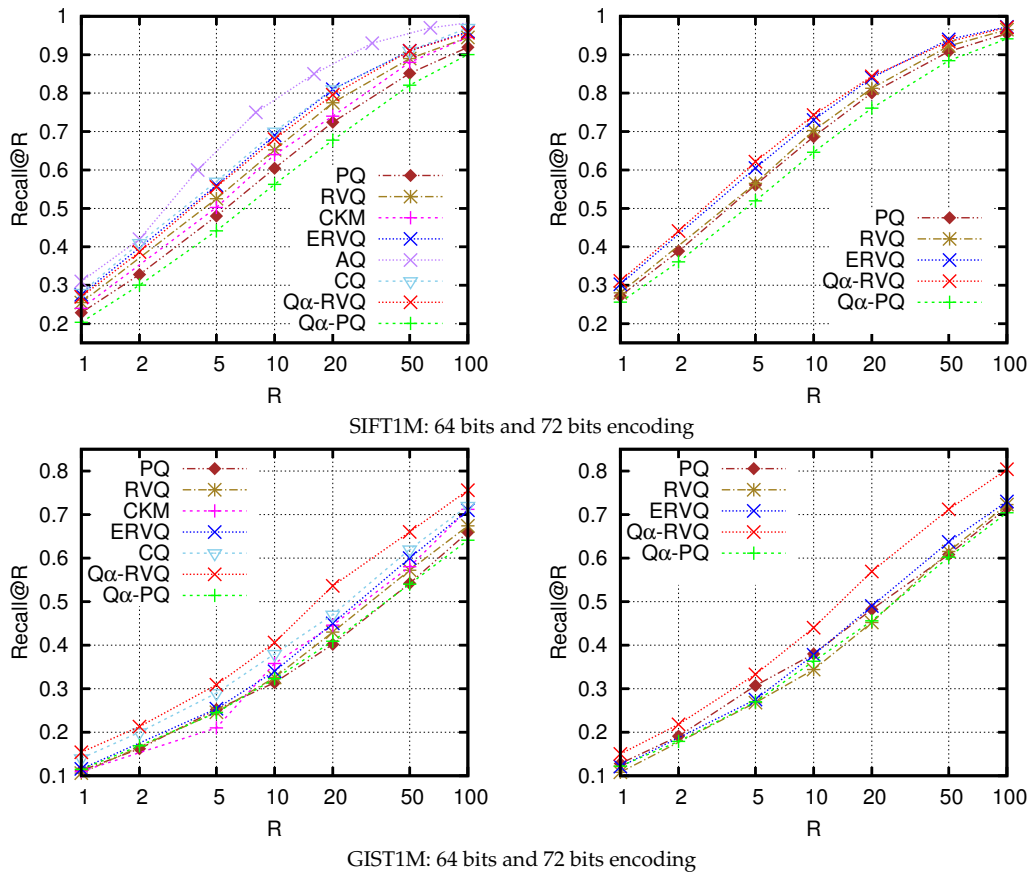 1
0.9
0.8
0.7
0.6
0.5
0.4
0.3
0.2
Recall@R
PQ
RVQ
CKM
ERVQ
AQ
CQ
Qα-RVQ
Qα-PQ
1 2 5 10 20 50 100
R
1
0.9
0.8
0.7
0.6
0.5
0.4
0.3
0.2
Recall@R
PQ
RVQ
ERVQ
Qα-RVQ
Qα-PQ
1 2 5 10 20 50 100
R
SIFT1M: 64 bits and 72 bits encoding
0.8
0.7
0.6
0.5
0.4
0.3
0.2
0.1
Recall@R
PQ
RVQ
CKM
ERVQ
CQ
Qα-RVQ
Qα-PQ
1 2 5 10 20 50 100
R
0.8
0.7
0.6
0.5
0.4
0.3
0.2
0.1
Recall@R
PQ
RVQ
ERVQ
Qα-RVQ
Qα-PQ
1 2 5 10 20 50 100
R
GIST1M: 64 bits and 72 bits encoding